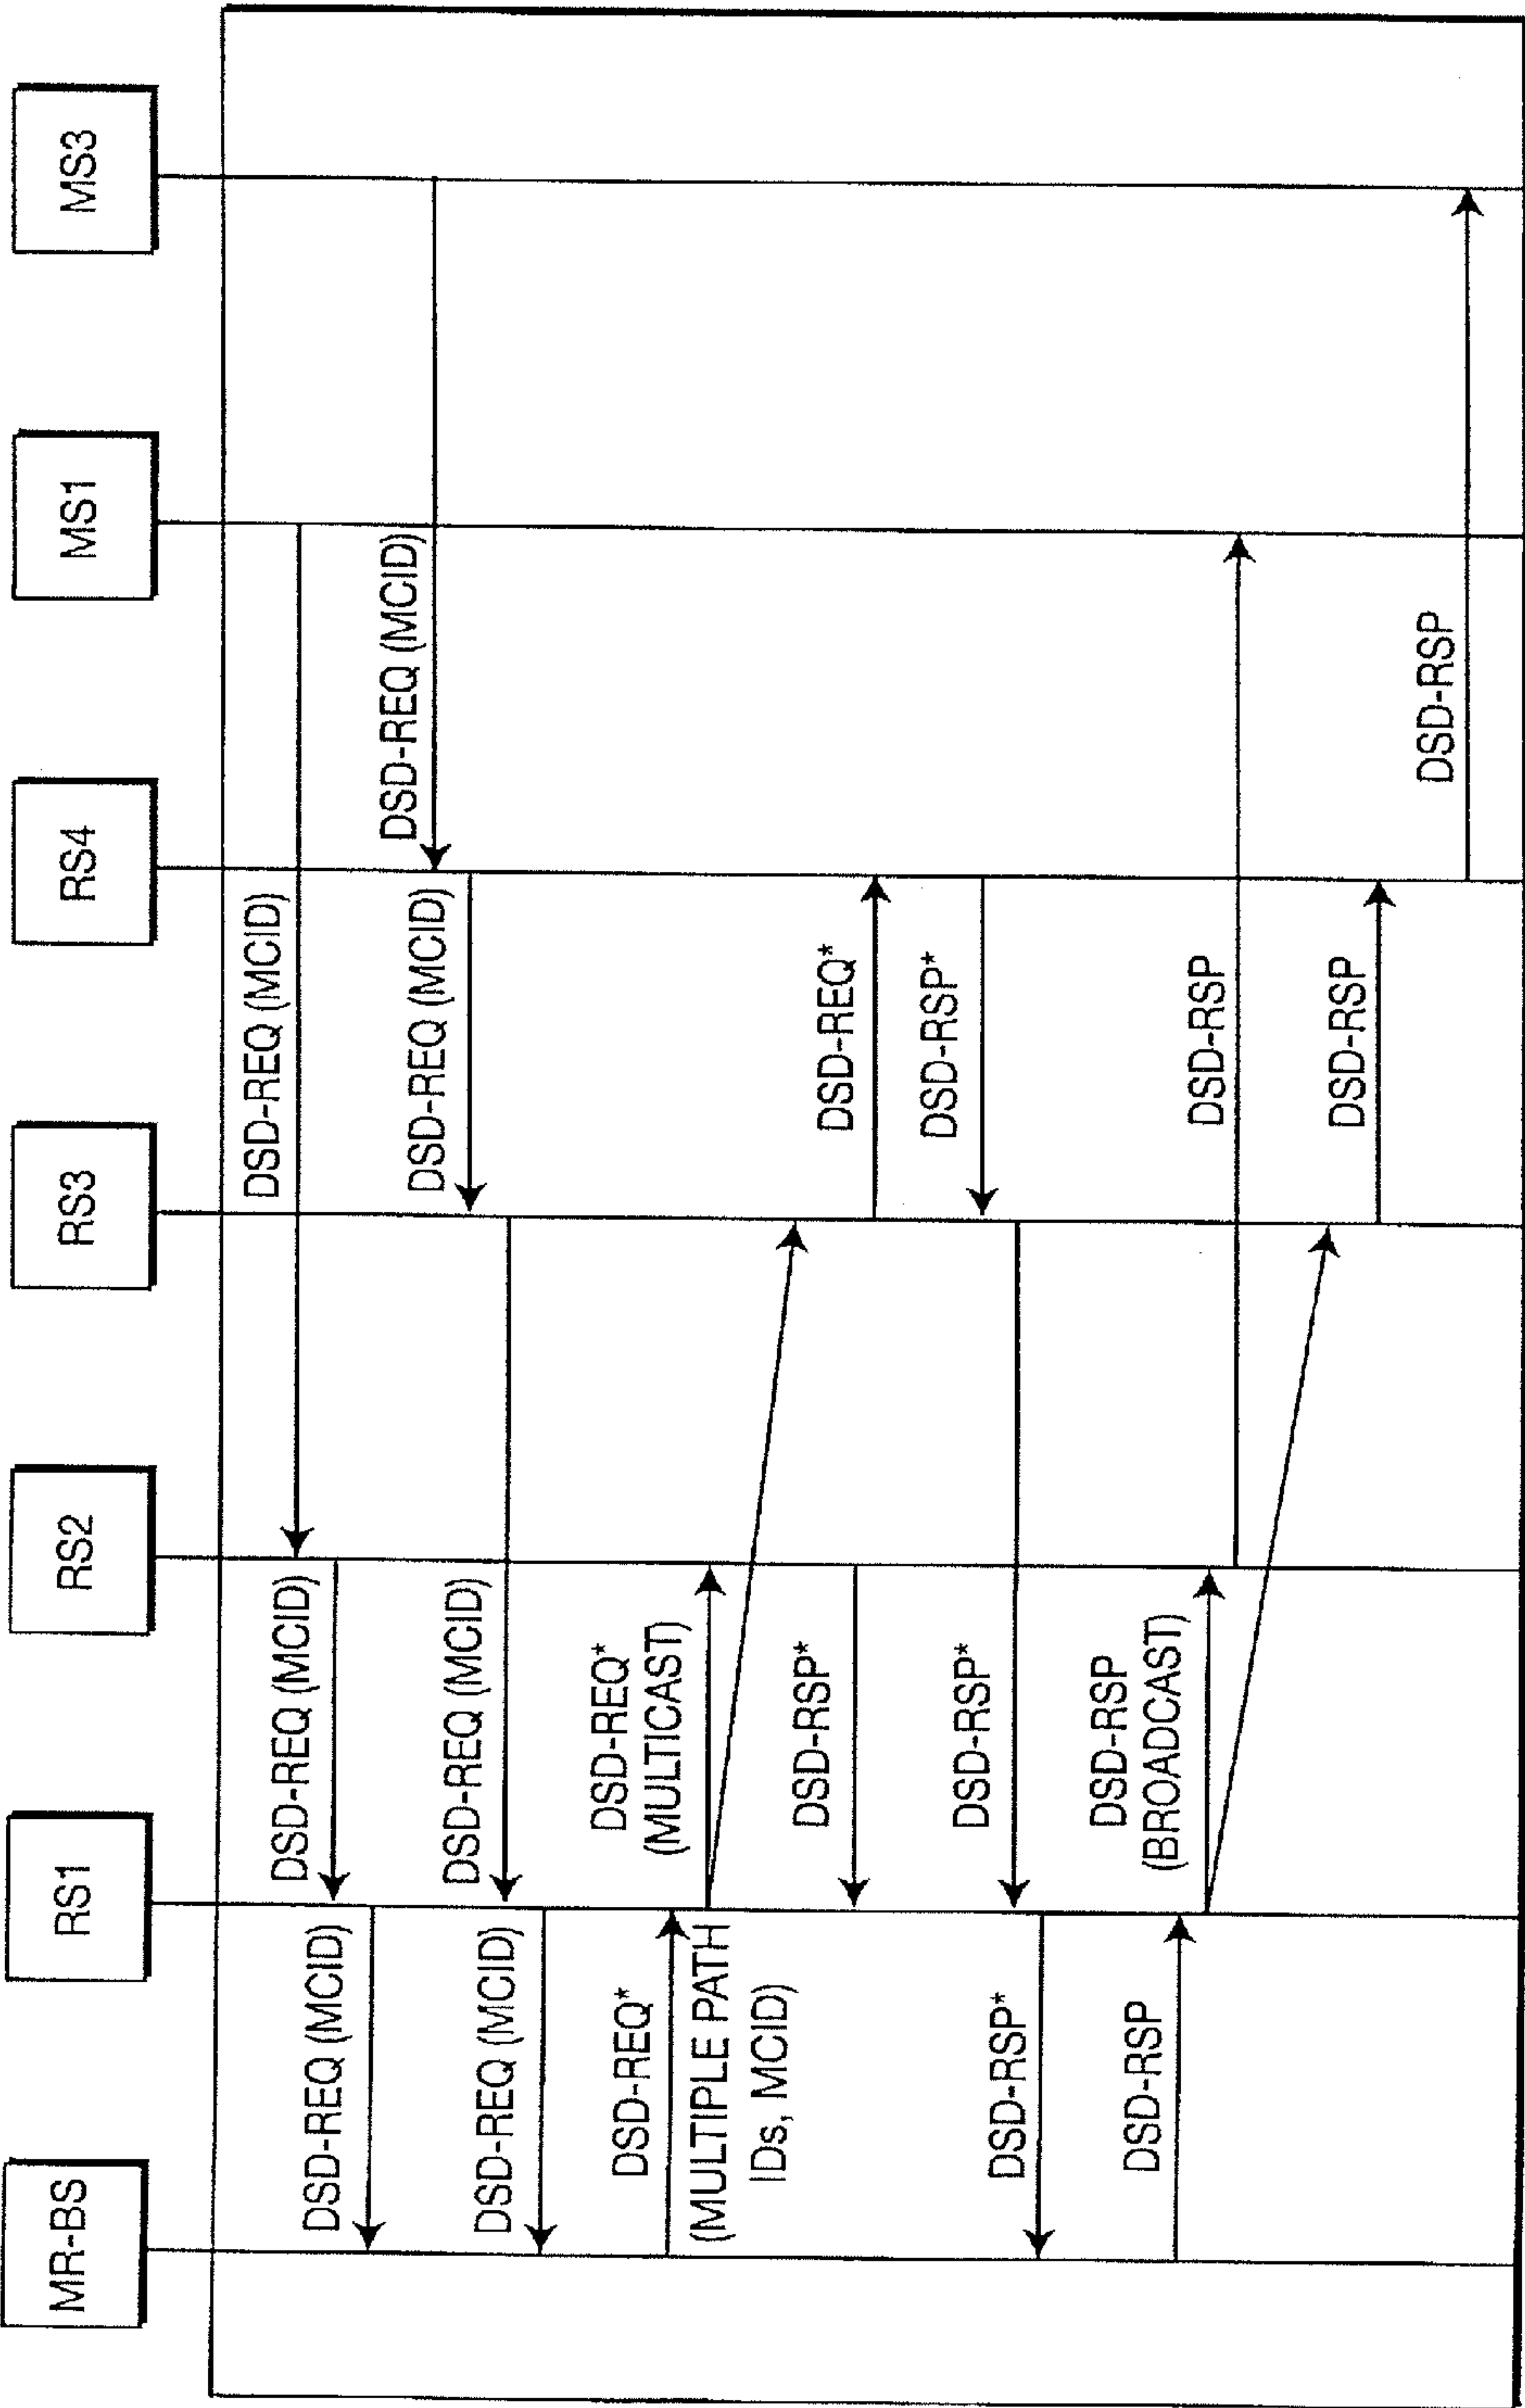 MR-BS
RS1
RS2
RS3
RS4
MS1
MS3
DSD-REQ (MCID)
DSD-REQ (MCID)
DSD-REQ (MCID)
DSD-REQ (MCID)
DSD-REQ (MCID)
DSD-REQ (MCID)
DSD-REQ (MCID)
DSD-REQ*
(MULTIPLE PATH
IDs, MCID)
DSD-REQ*
(MULTICAST)
DSD-REQ*
DSD-RSP*
DSD-RSP*
DSD-RSP*
DSD-RSP*
DSD-RSP
DSD-RSP
(BROADCAST)
DSD-RSP
DSD-RSP
DSD-RSP